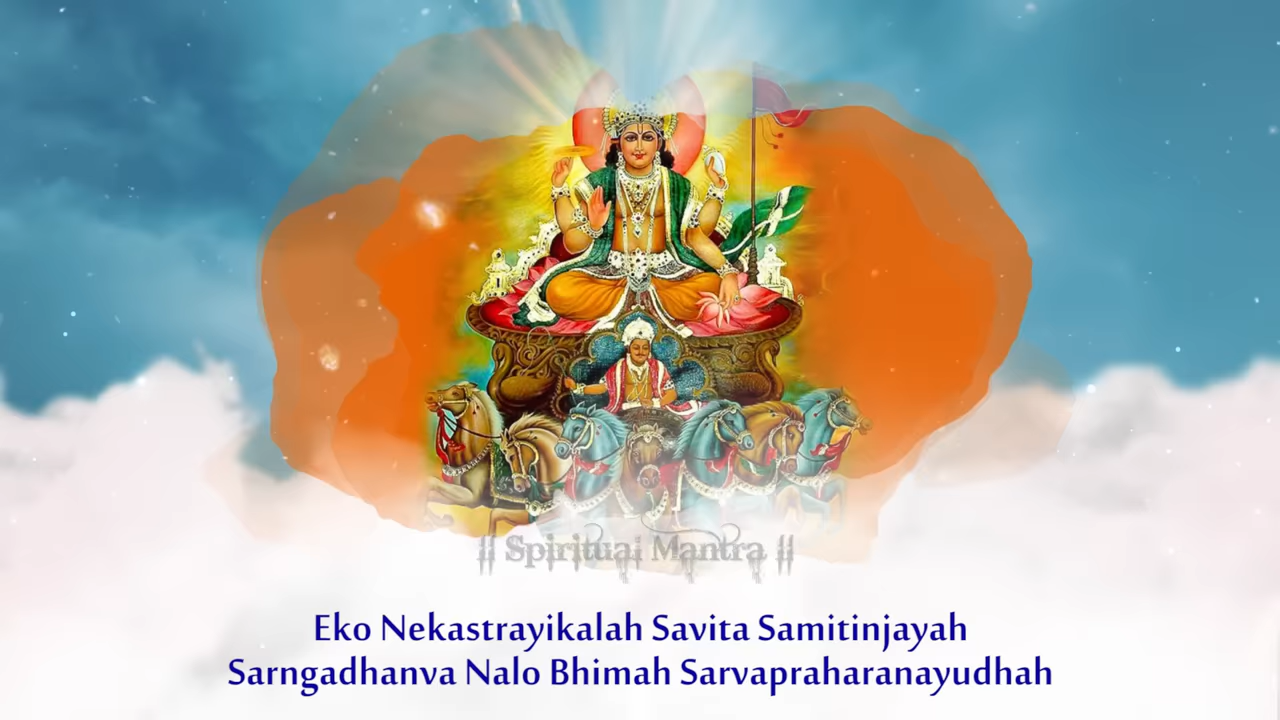 || Spiritual Mantra ||
Eko Nekastrayikalah Savita Samitinjayah
Sarngadhanva Nalo Bhimah Sarvapraharanayudhah